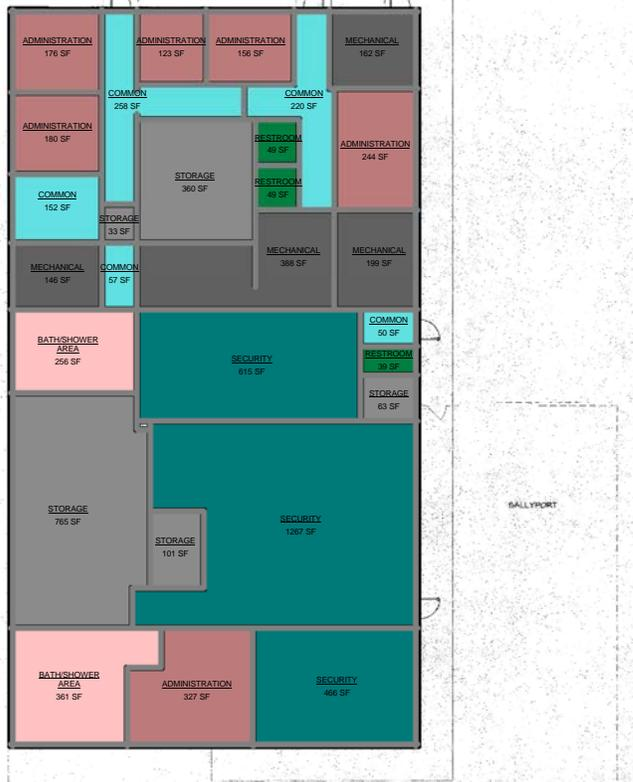 ADMINISTRATION
176 SF
ADMINISTRATION
123 SF
ADMINISTRATION
156 SF
MECHANICAL
162 SF
COMMON
258 SF
COMMON
220 SF
ADMINISTRATION
180 SF
RESTROOM
49 SF
ADMINISTRATION
244 SF
STORAGE
360 SF
RESTROOM
49 SF
COMMON
152 SF
STORAGE
33 SF
MECHANICAL
388 SF
MECHANICAL
199 SF
MECHANICAL
146 SF
COMMON
57 SF
COMMON
50 SF
BATH/SHOWER
AREA
256 SF
SECURITY
615 SF
RESTROOM
39 SF
STORAGE
63 SF
STORAGE
765 SF
SALLYPORT
SECURITY
1267 SF
STORAGE
101 SF
BATH/SHOWER
AREA
361 SF
ADMINISTRATION
327 SF
SECURITY
466 SF